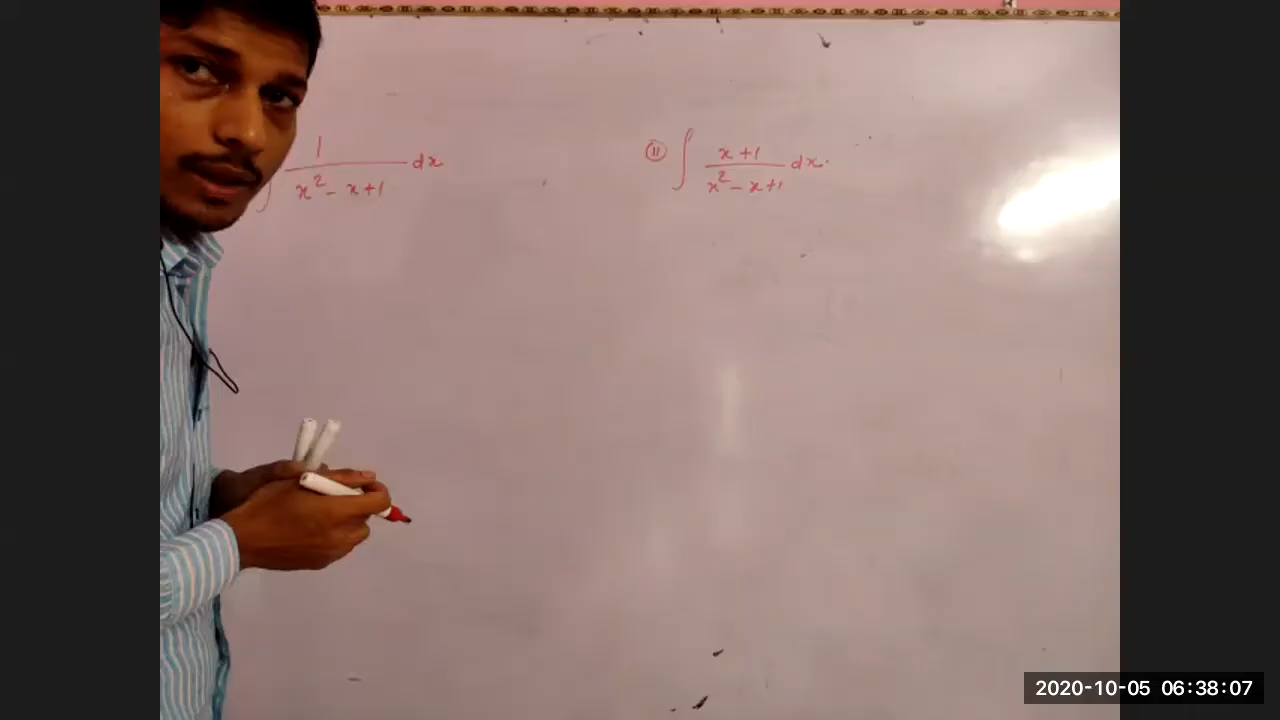 ∫ 1/(x² - x + 1) dx
(ii) ∫ (x + 1)/(x² - x + 1) dx.
2020-10-05 06:38:07